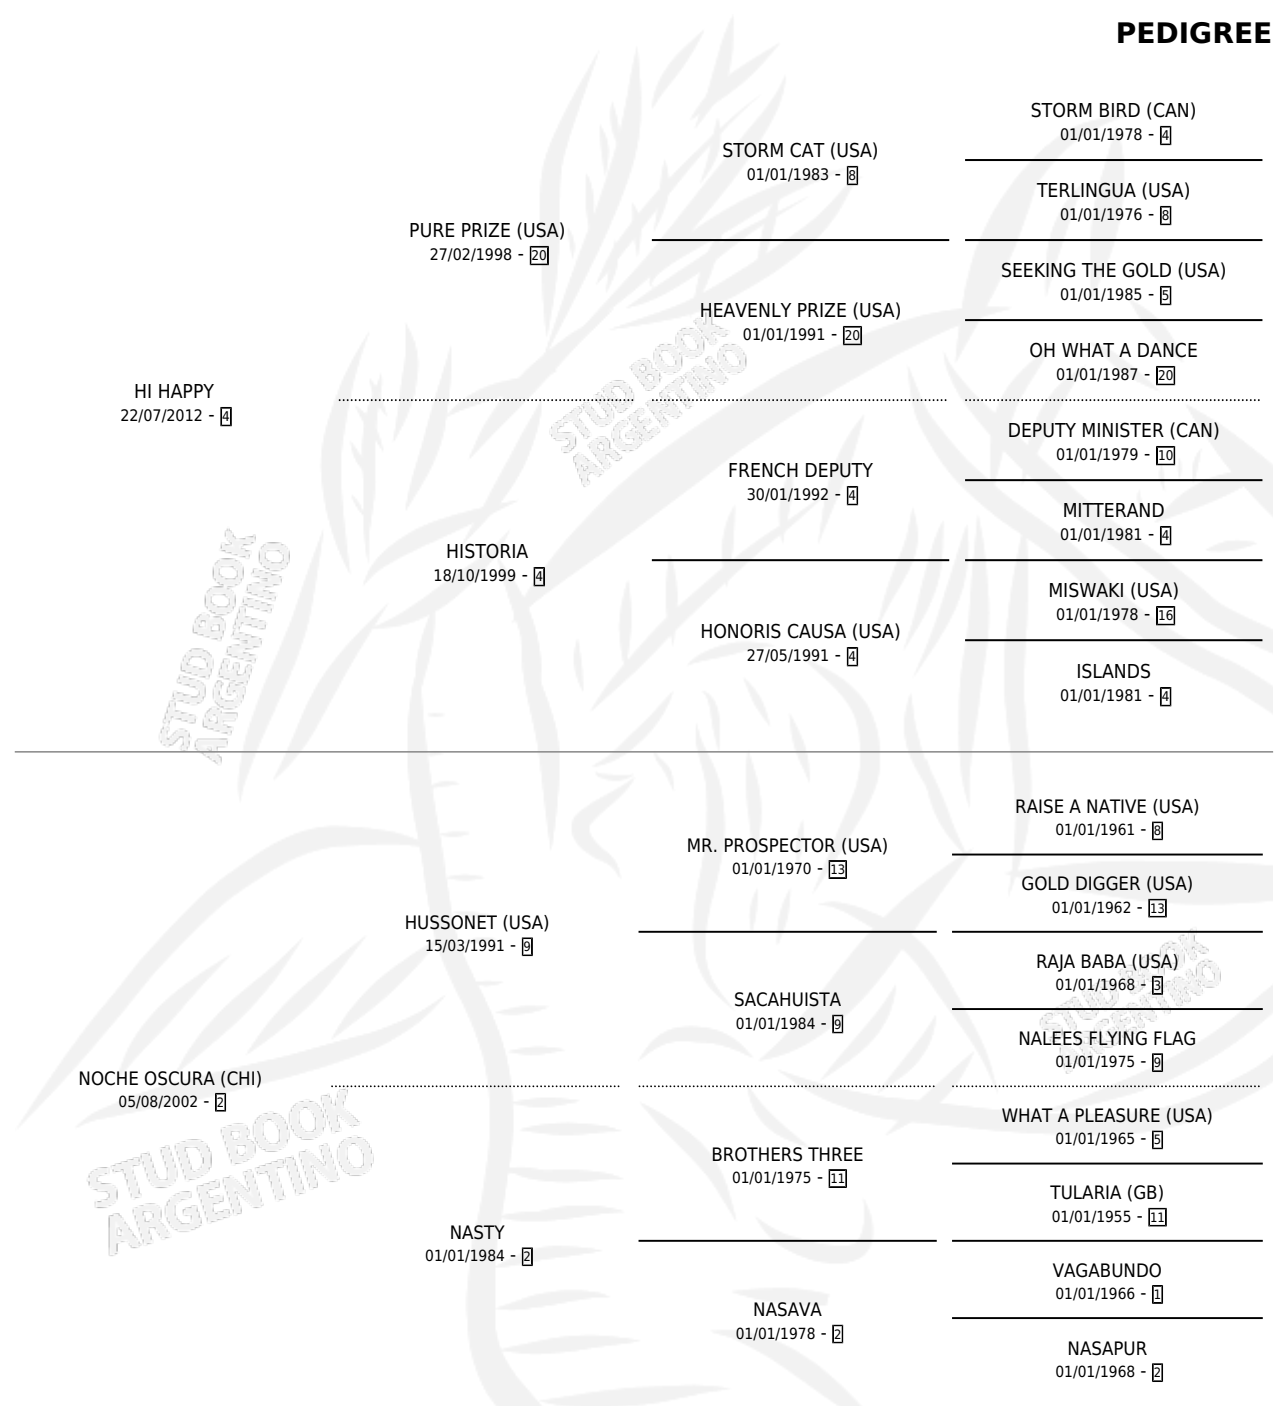 PEDIGREE
STORM BIRD (CAN)
01/01/1978 - 4
STORM CAT (USA)
01/01/1983 - 8
TERLINGUA (USA)
01/01/1976 - 8
PURE PRIZE (USA)
27/02/1998 - 20
SEEKING THE GOLD (USA)
01/01/1985 - 5
HEAVENLY PRIZE (USA)
01/01/1991 - 20
OH WHAT A DANCE
01/01/1987 - 20
HI HAPPY
22/07/2012 - 4
STUD BOOK
ARGENTINO
DEPUTY MINISTER (CAN)
01/01/1979 - 10
FRENCH DEPUTY
30/01/1992 - 4
MITTERAND
01/01/1981 - 4
HISTORIA
18/10/1999 - 4
MISWAKI (USA)
01/01/1978 - 16
HONORIS CAUSA (USA)
27/05/1991 - 4
ISLANDS
01/01/1981 - 4
STUD BOOK
ARGENTINO
RAISE A NATIVE (USA)
01/01/1961 - 8
MR. PROSPECTOR (USA)
01/01/1970 - 13
GOLD DIGGER (USA)
01/01/1962 - 13
HUSSONET (USA)
15/03/1991 - 9
RAJA BABA (USA)
01/01/1968 - 3
SACAHUISTA
01/01/1984 - 9
NALEES FLYING FLAG
01/01/1975 - 9
STUD BOOK
ARGENTINO
NOCHE OSCURA (CHI)
05/08/2002 - 2
WHAT A PLEASURE (USA)
01/01/1965 - 5
BROTHERS THREE
01/01/1975 - 11
TULARIA (GB)
01/01/1955 - 11
STUD BOOK
ARGENTINO
NASTY
01/01/1984 - 2
VAGABUNDO
01/01/1966 - 1
NASAVA
01/01/1978 - 2
NASAPUR
01/01/1968 - 2